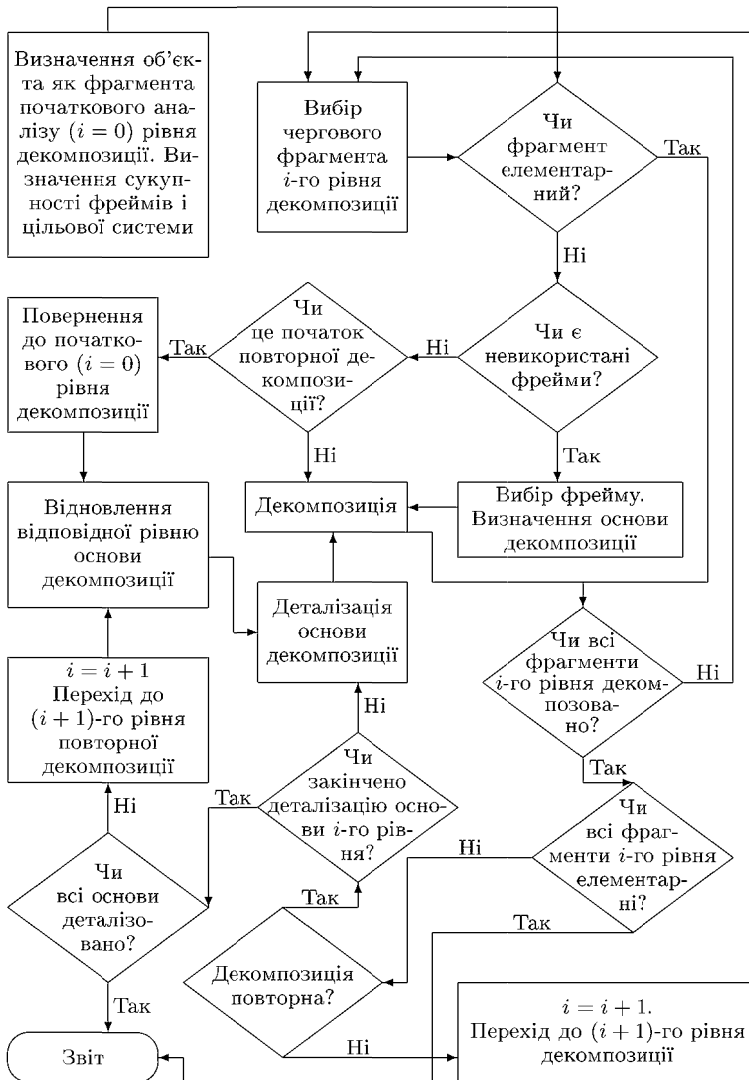 Визначення об'єк-
та як фрагмента
початкового ана-
лізу (i = 0) рівня
декомпозиції. Ви-
значення сукуп-
ності фреймів і
цільової системи
Вибір
чергового
фрагмента
i-го рівня
декомпозиції
Чи
фрагмент
елементар-
ний?
Так
Ні
Повернення
до початко-
вого (i = 0)
рівня
декомпозиції
Так
Чи
це початок
повторної де-
компози-
ції?
Ні
Чи є
невикористані
фрейми?
Ні
Так
Відновлення
відповідної рівню
основи
декомпозиції
Декомпозиція
Вибір фрейму.
Визначення основи
декомпозиції
Деталізація
основи
декомпозиції
Чи всі
фрагменти
i-го рівня деком-
позова-
но?
Ні
i = i + 1
Перехід до
(i + 1)-го рівня
повторної
декомпозиції
Ні
Так
Чи
закінчено
деталізацію осно-
ви i-го рів-
ня?
Так
Ні
Чи
всі фраг-
менти i-го рівня
елементар-
ні?
Ні
Чи
всі основи
деталізо-
вано?
Так
Так
Декомпозиція
повторна?
Так
Ні
i = i + 1.
Перехід до (i + 1)-го рівня
декомпозиції
Звіт